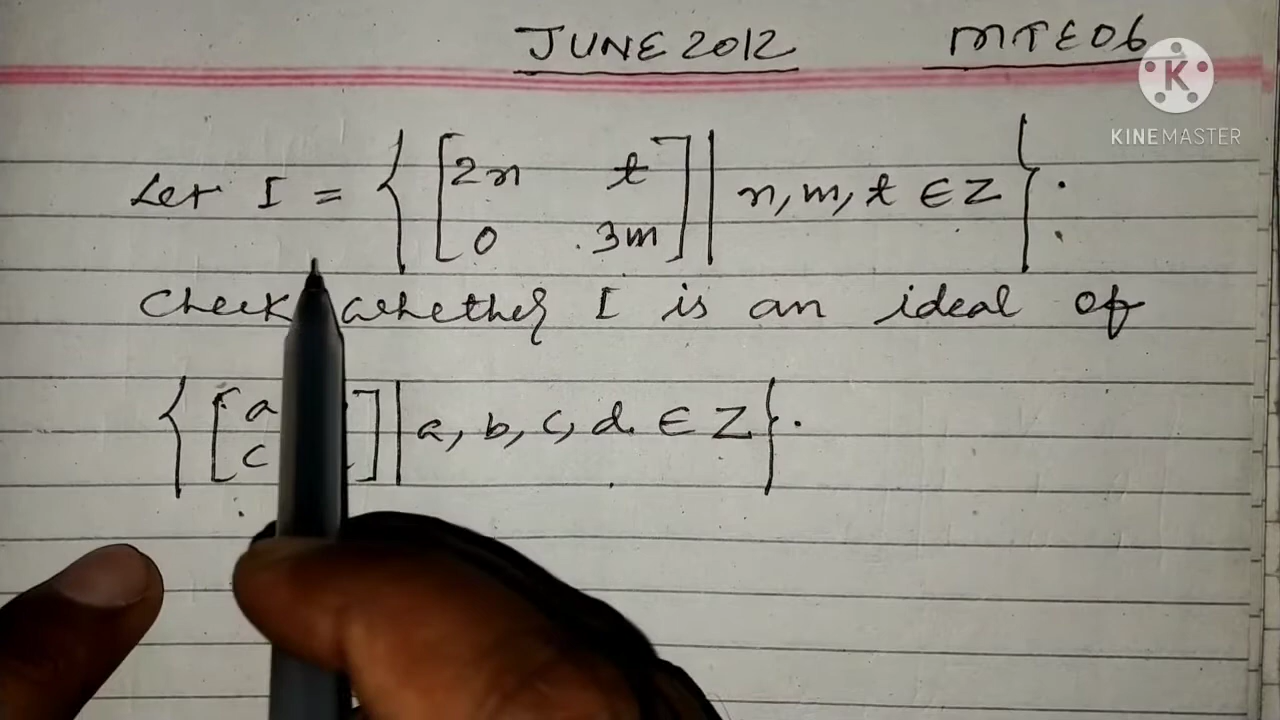 JUNE 2012 MTE06
K
KINEMASTER
Let I = { [ 2n t ] | n, m, t ∈ Z } .
0 3m
Check whether I is an ideal of
{ [ a ] | a, b, c, d ∈ Z } .
c